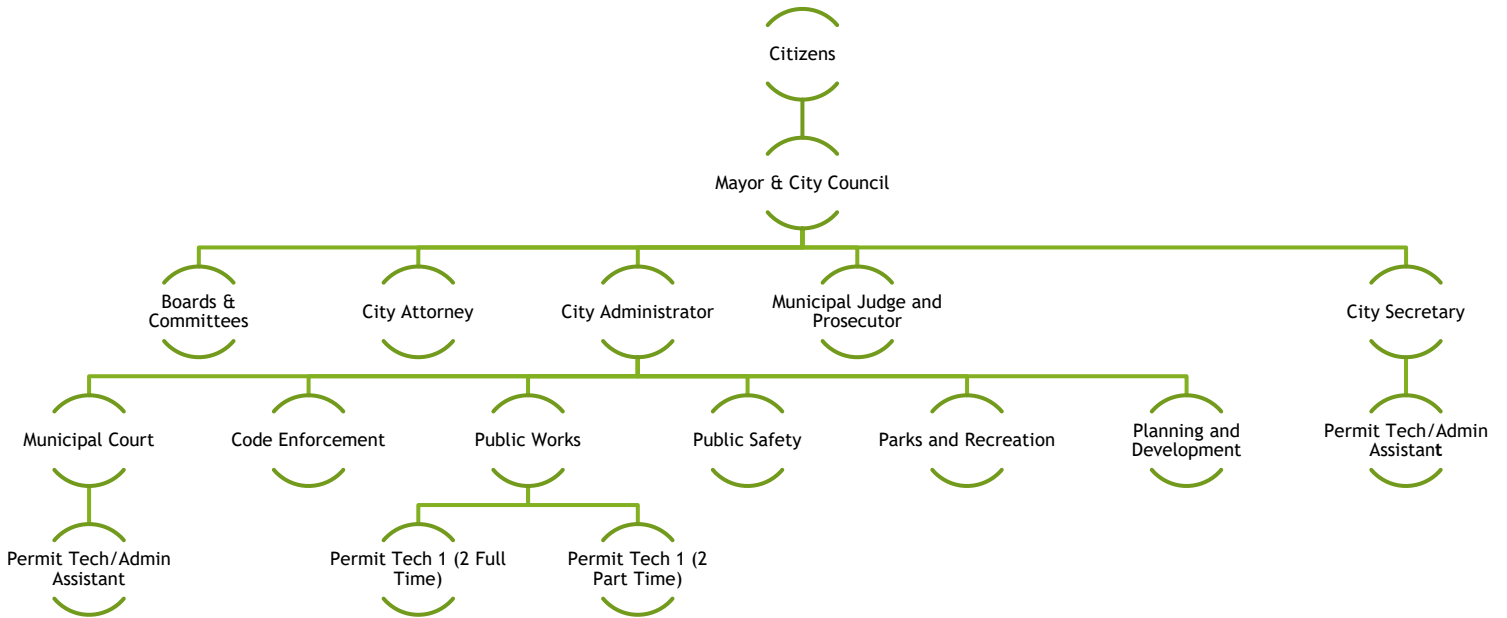 Citizens
Mayor & City Council
Boards &
Committees
City Attorney
City Administrator
Municipal Judge and
Prosecutor
City Secretary
Municipal Court
Code Enforcement
Public Works
Public Safety
Parks and Recreation
Planning and
Development
Permit Tech/Admin
Assistant
Permit Tech/Admin
Assistant
Permit Tech 1 (2 Full
Time)
Permit Tech 1 (2
Part Time)